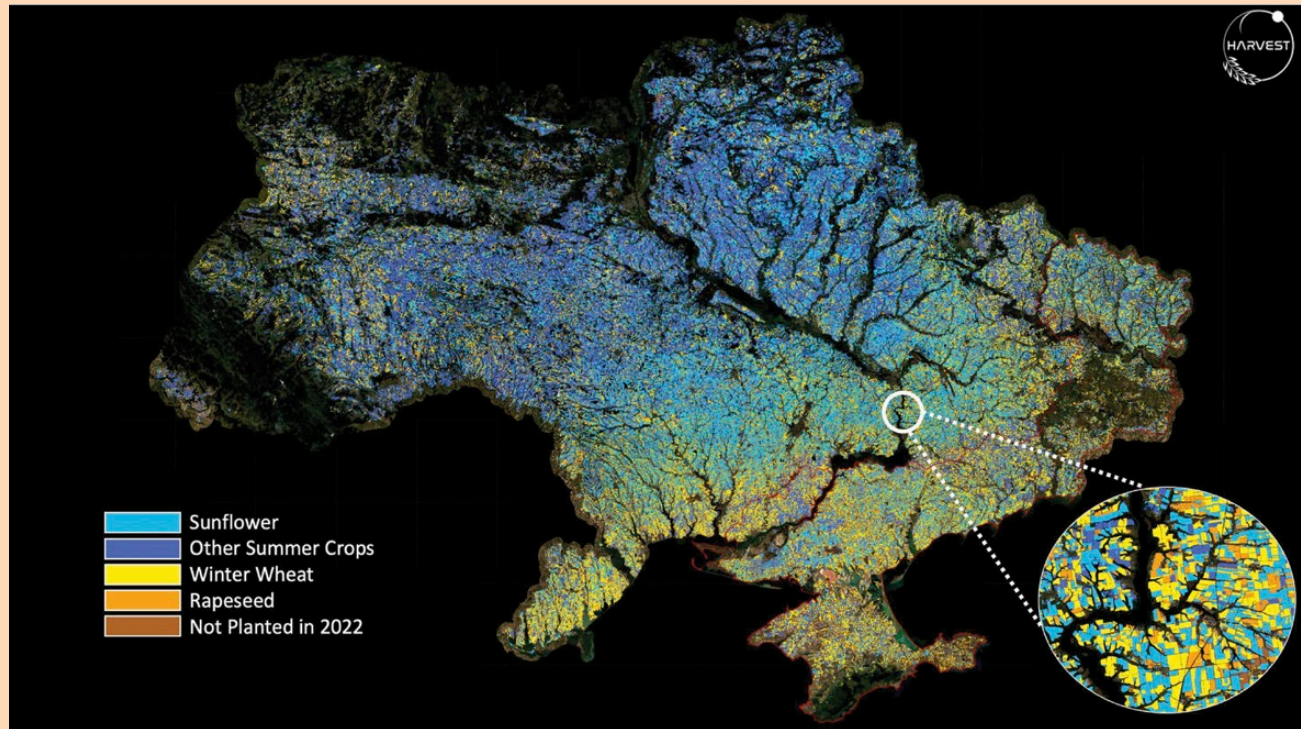 HARVEST
Sunflower
Other Summer Crops
Winter Wheat
Rapeseed
Not Planted in 2022